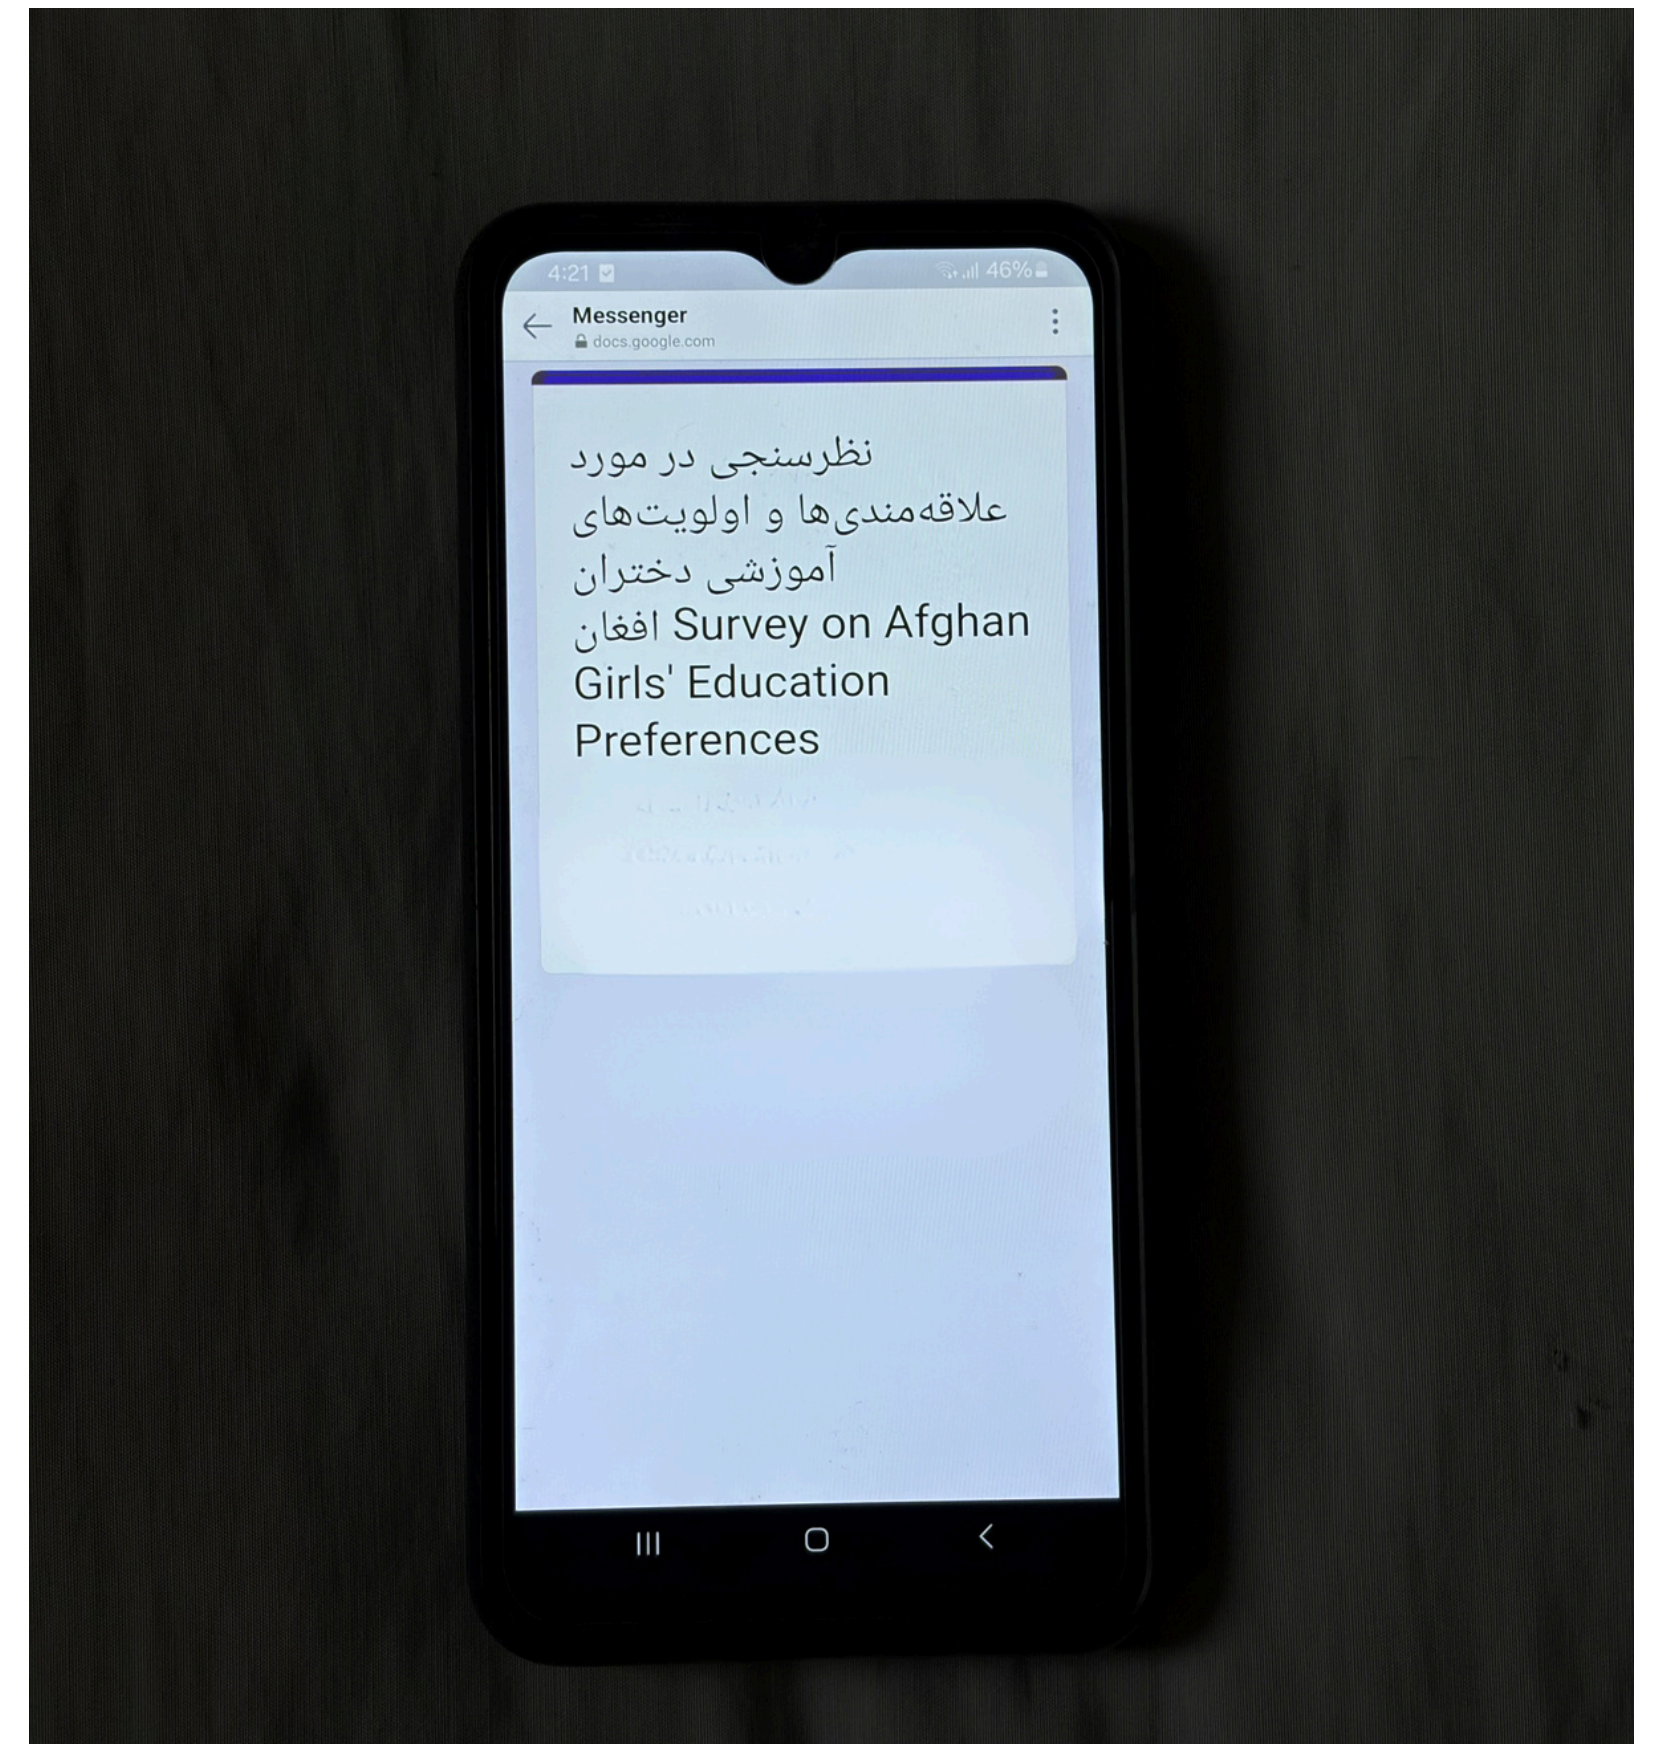 4:21
46%
Messenger
docs.google.com
نظرسنجی در مورد
علاقه‌مندی‌ها و اولویت‌های
آموزشی دختران
افغان Survey on Afghan
Girls' Education
Preferences